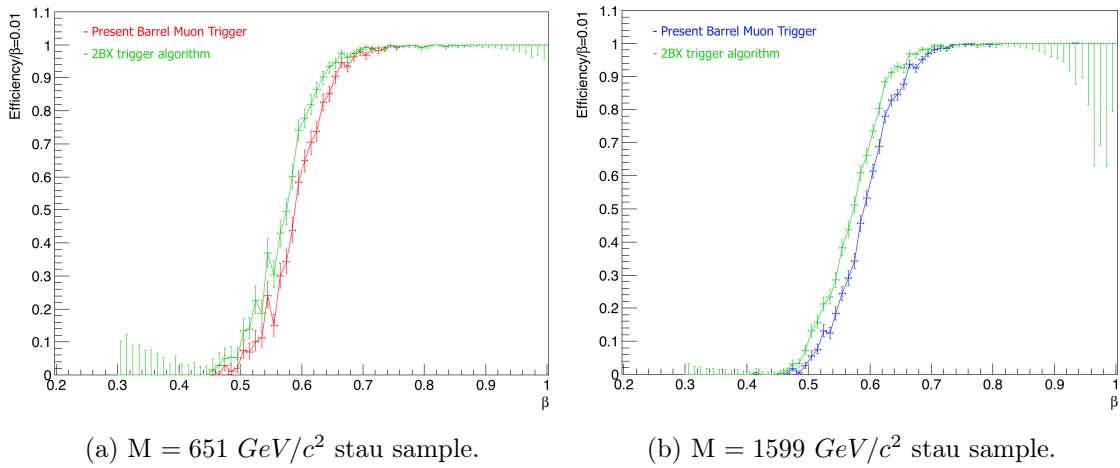 - Present Barrel Muon Trigger
- 2BX trigger algorithm
Efficiency/β=0.01
1.1
1
0.9
0.8
0.7
0.6
0.5
0.4
0.3
0.2
0.1
0
0.2 0.3 0.4 0.5 0.6 0.7 0.8 0.9 1
β
(a) M = 651 GeV/c² stau sample.
- Present Barrel Muon Trigger
- 2BX trigger algorithm
Efficiency/β=0.01
1.1
1
0.9
0.8
0.7
0.6
0.5
0.4
0.3
0.2
0.1
0
0.2 0.3 0.4 0.5 0.6 0.7 0.8 0.9 1
β
(b) M = 1599 GeV/c² stau sample.